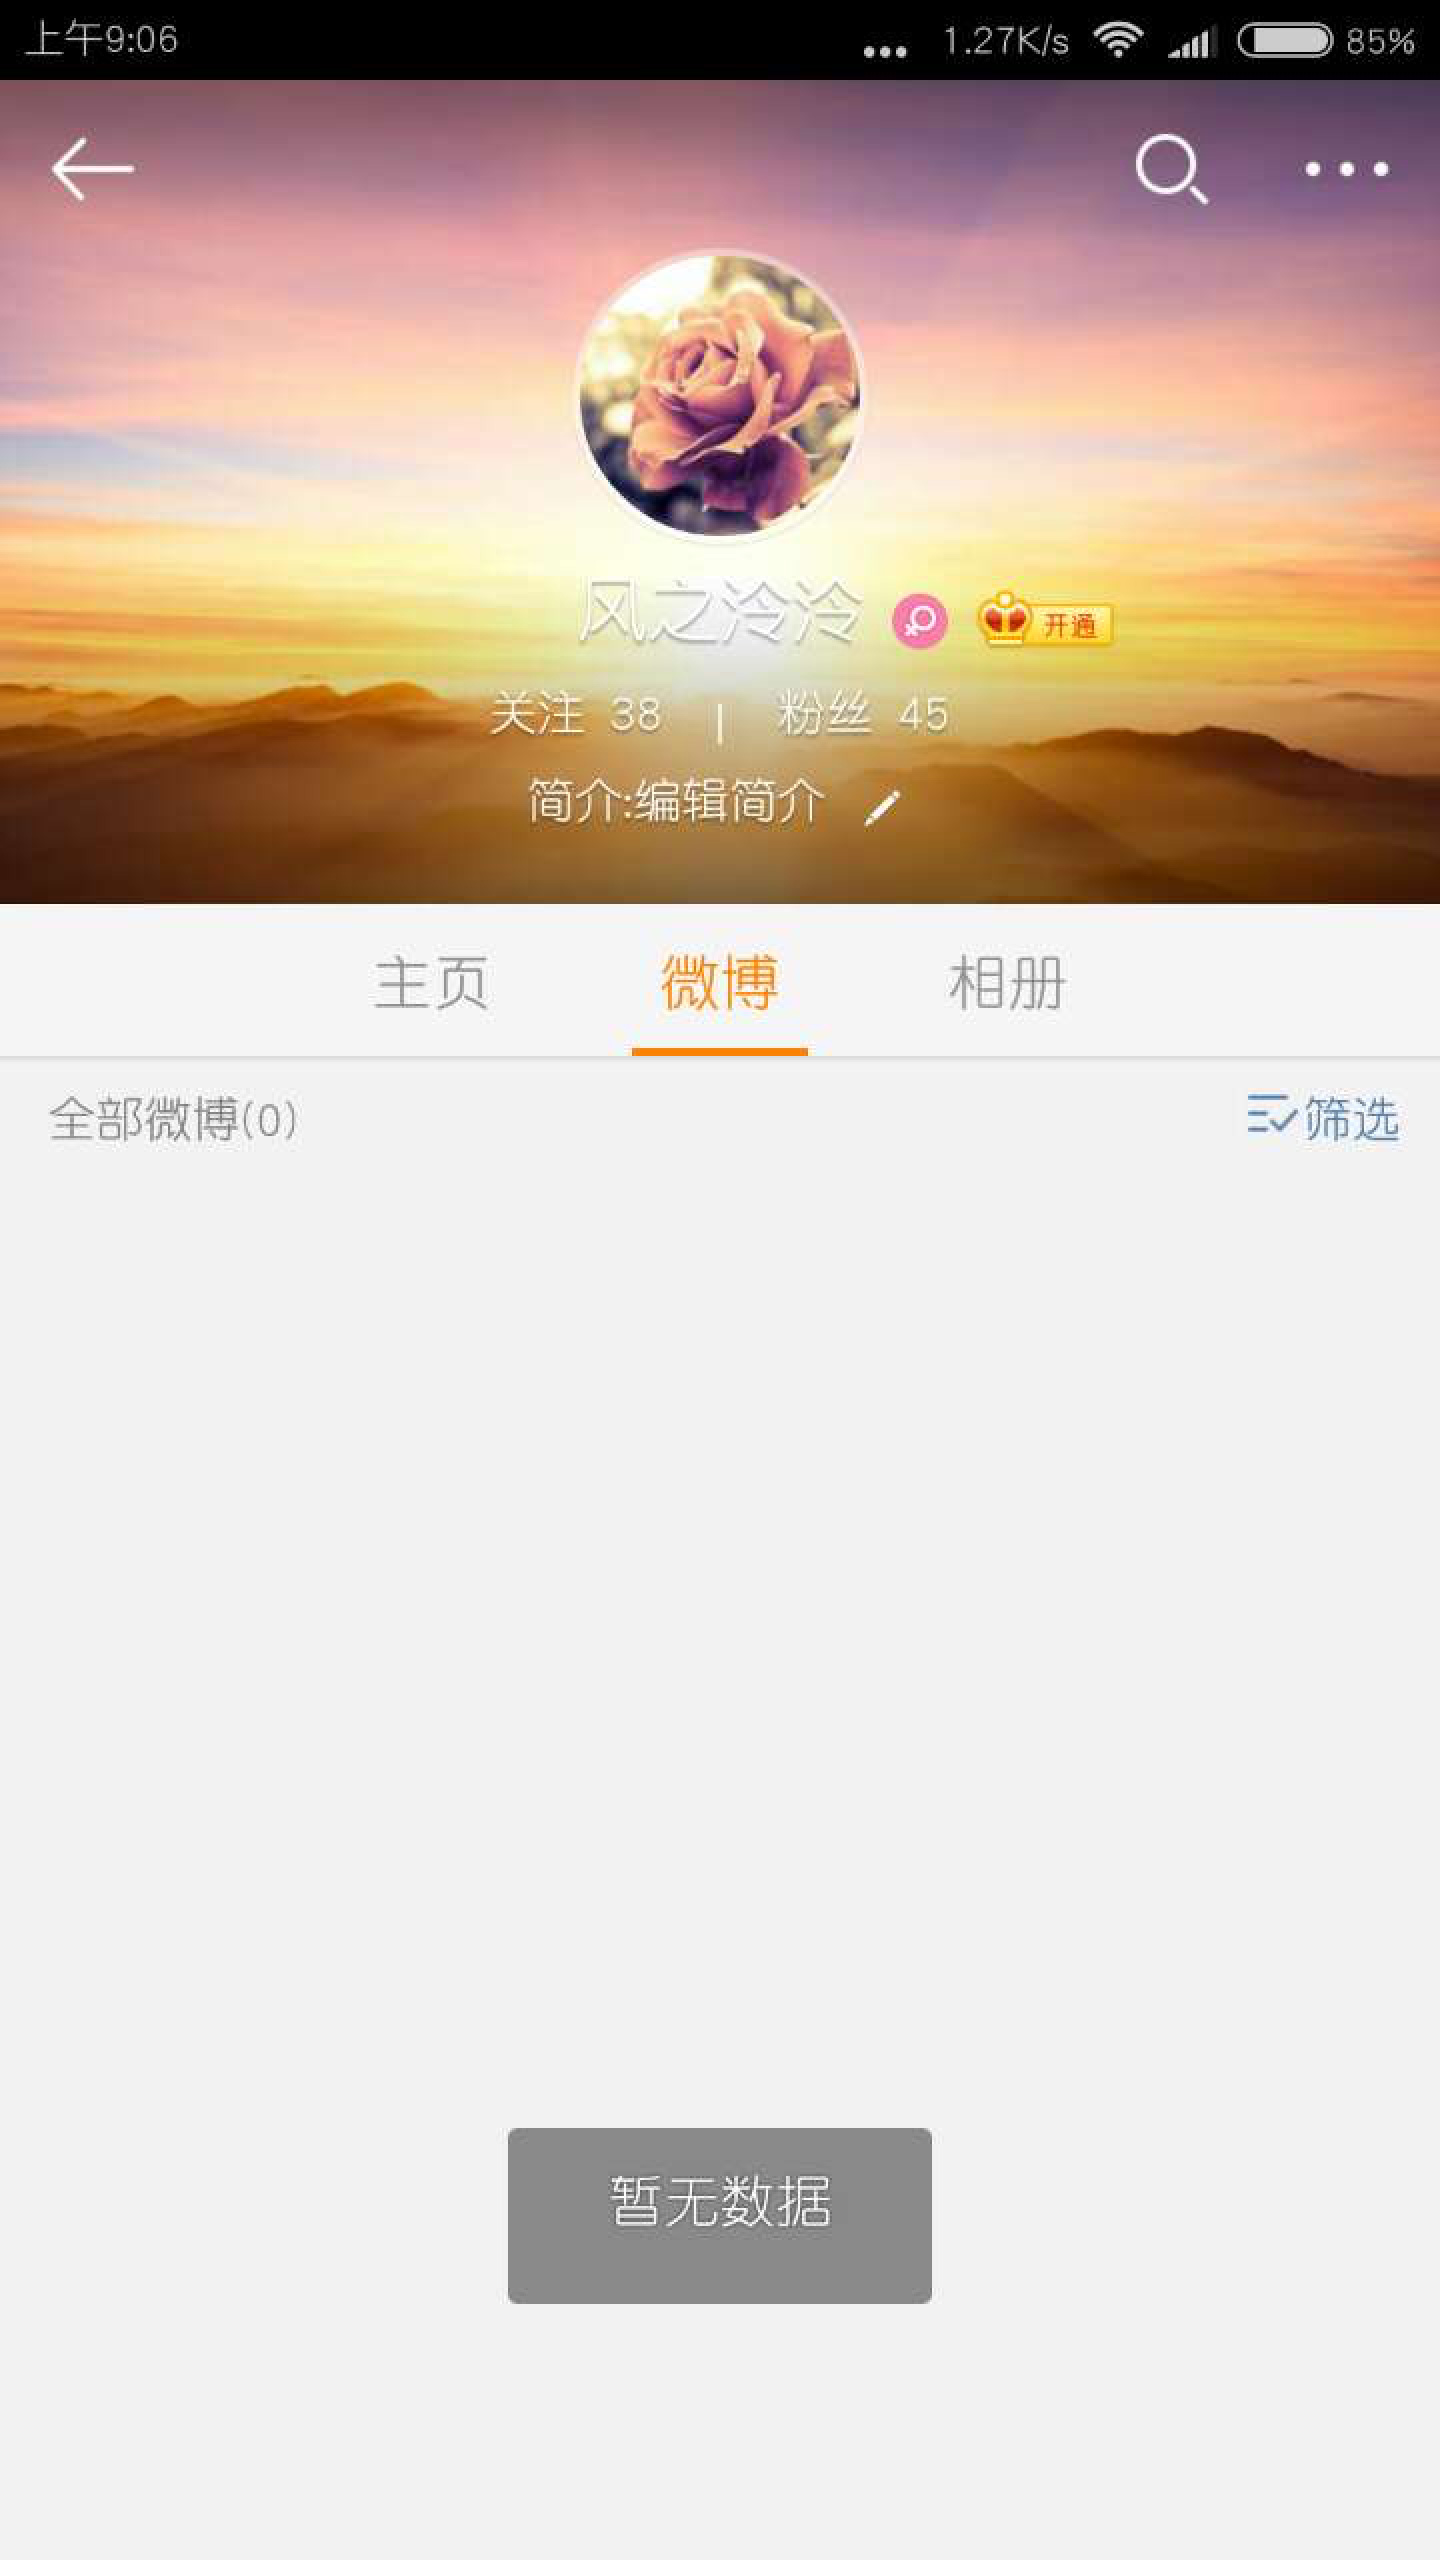 上午9:06 ... 1.27K/s 85%
风之泠泠 开通
关注 38 | 粉丝 45
简介:编辑简介
主页 微博 相册
全部微博(0) 筛选
暂无数据